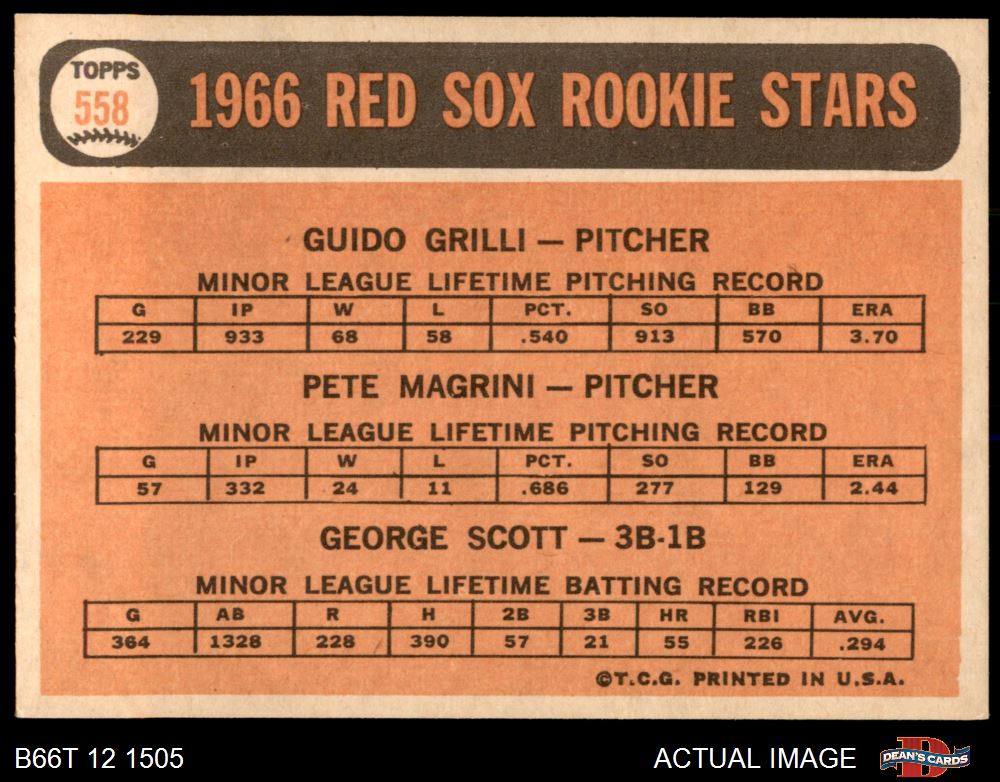 TOPPS
558
1966 RED SOX ROOKIE STARS
GUIDO GRILLI — PITCHER
MINOR LEAGUE LIFETIME PITCHING RECORD
G IP W L PCT. SO BB ERA
229 933 68 58 .540 913 570 3.70
PETE MAGRINI — PITCHER
MINOR LEAGUE LIFETIME PITCHING RECORD
G IP W L PCT. SO BB ERA
57 332 24 11 .686 277 129 2.44
GEORGE SCOTT — 3B-1B
MINOR LEAGUE LIFETIME BATTING RECORD
G AB R H 2B 3B HR RBI AVG.
364 1328 228 390 57 21 55 226 .294
©T.C.G. PRINTED IN U.S.A.
B66T 12 1505
ACTUAL IMAGE
DEAN'S CARDS